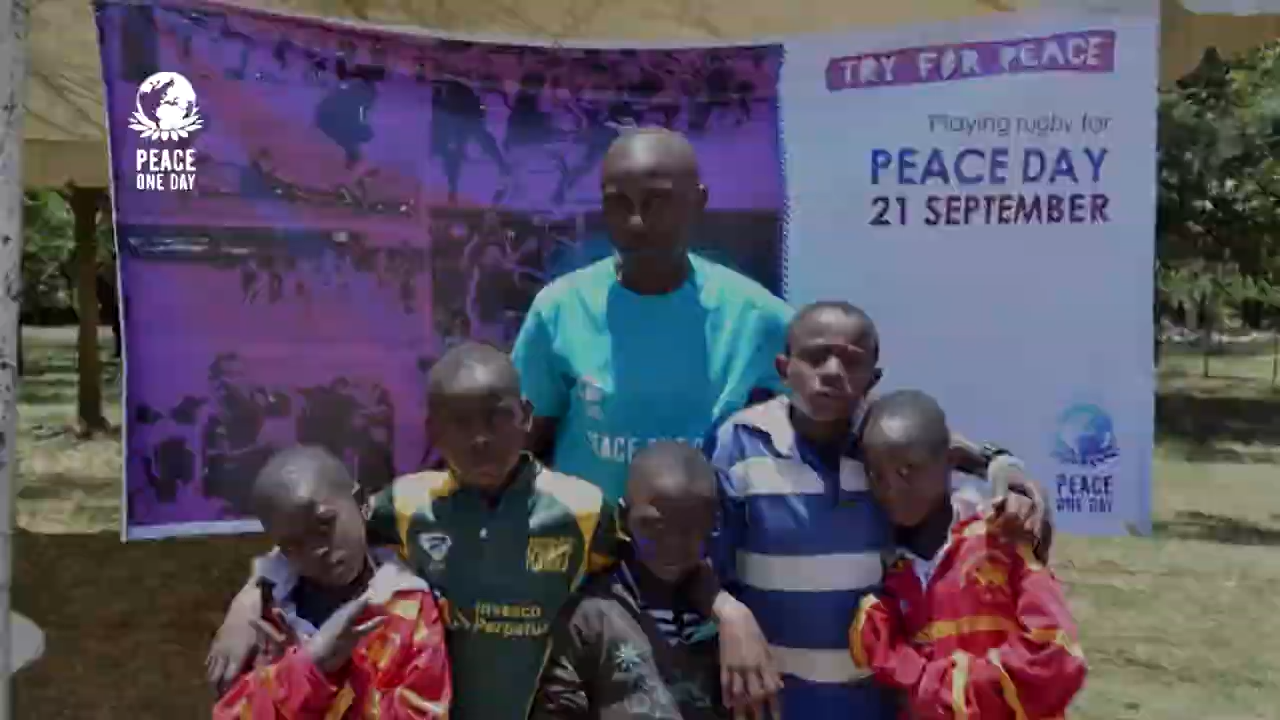 PEACE
ONE DAY
TRY FOR PEACE
Playing rugby for
PEACE DAY
21 SEPTEMBER
PEACE
ONE DAY
Invesco
Perpetual